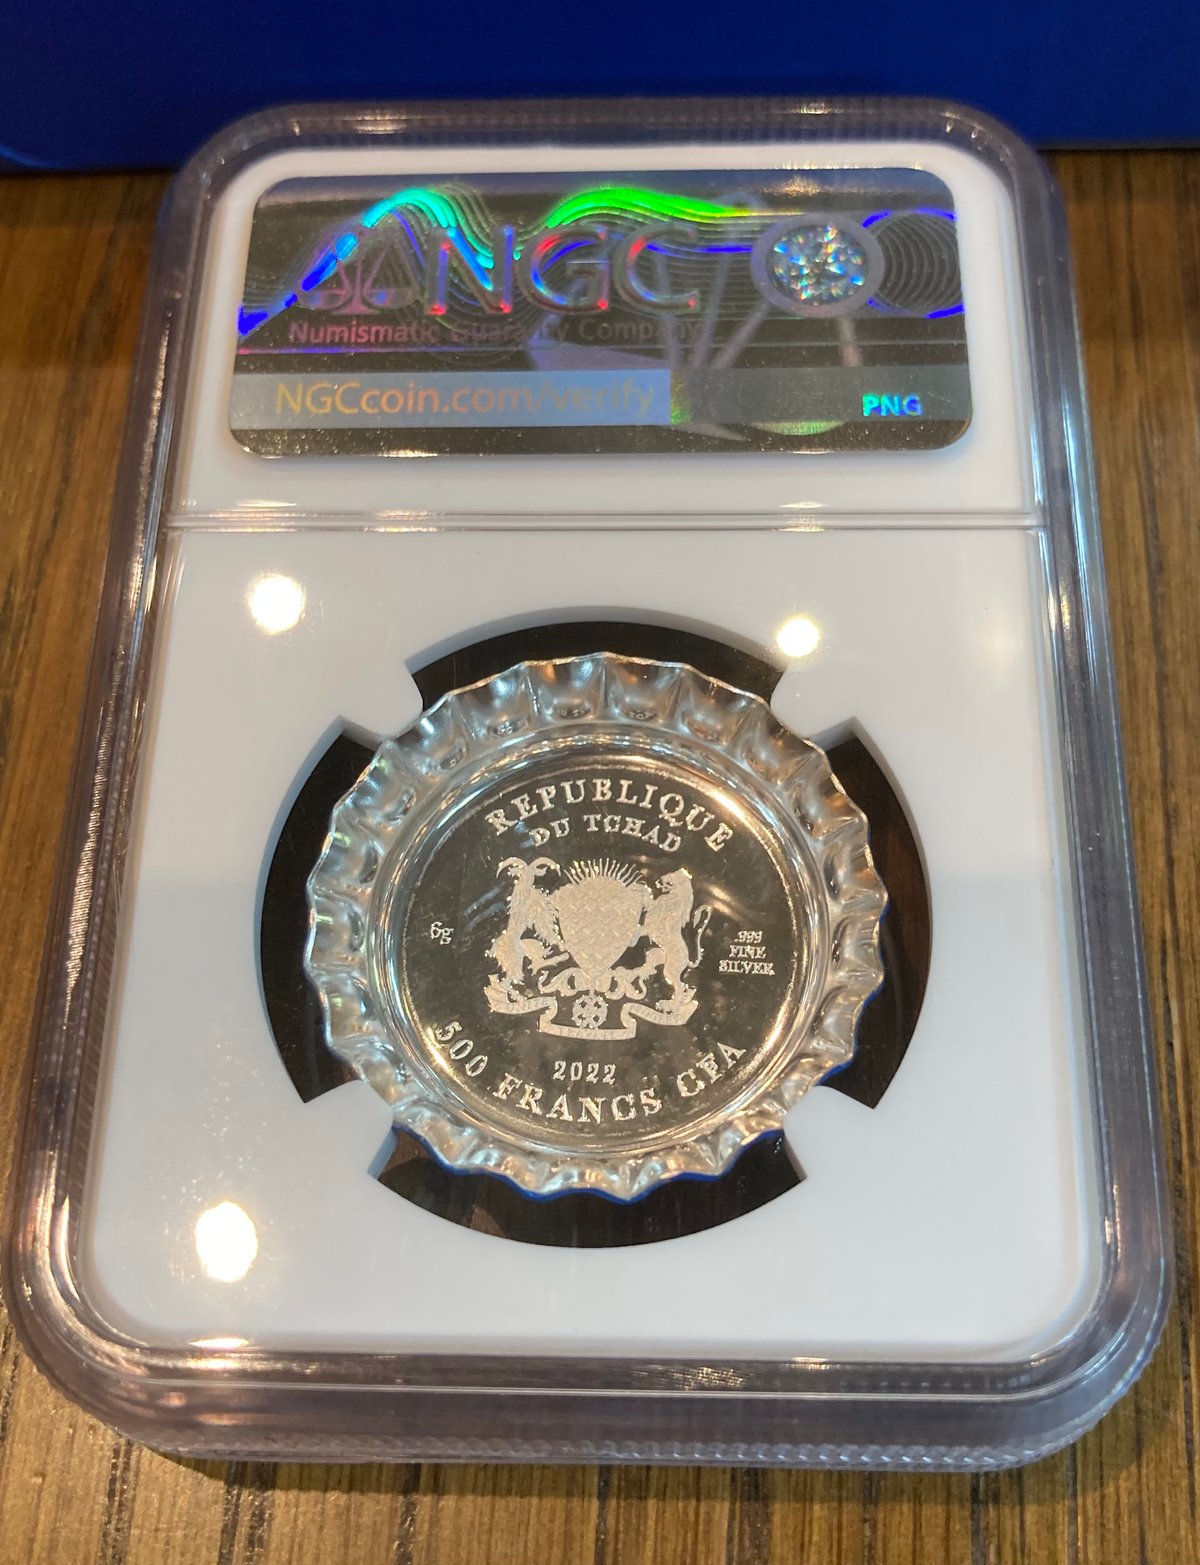 NGC
Numismatic Guaranty Company
NGCcoin.com/verify
PNG
REPUBLIQUE
DU TCHAD
6g
.999
FINE
SILVER
2022
500 FRANCS CFA